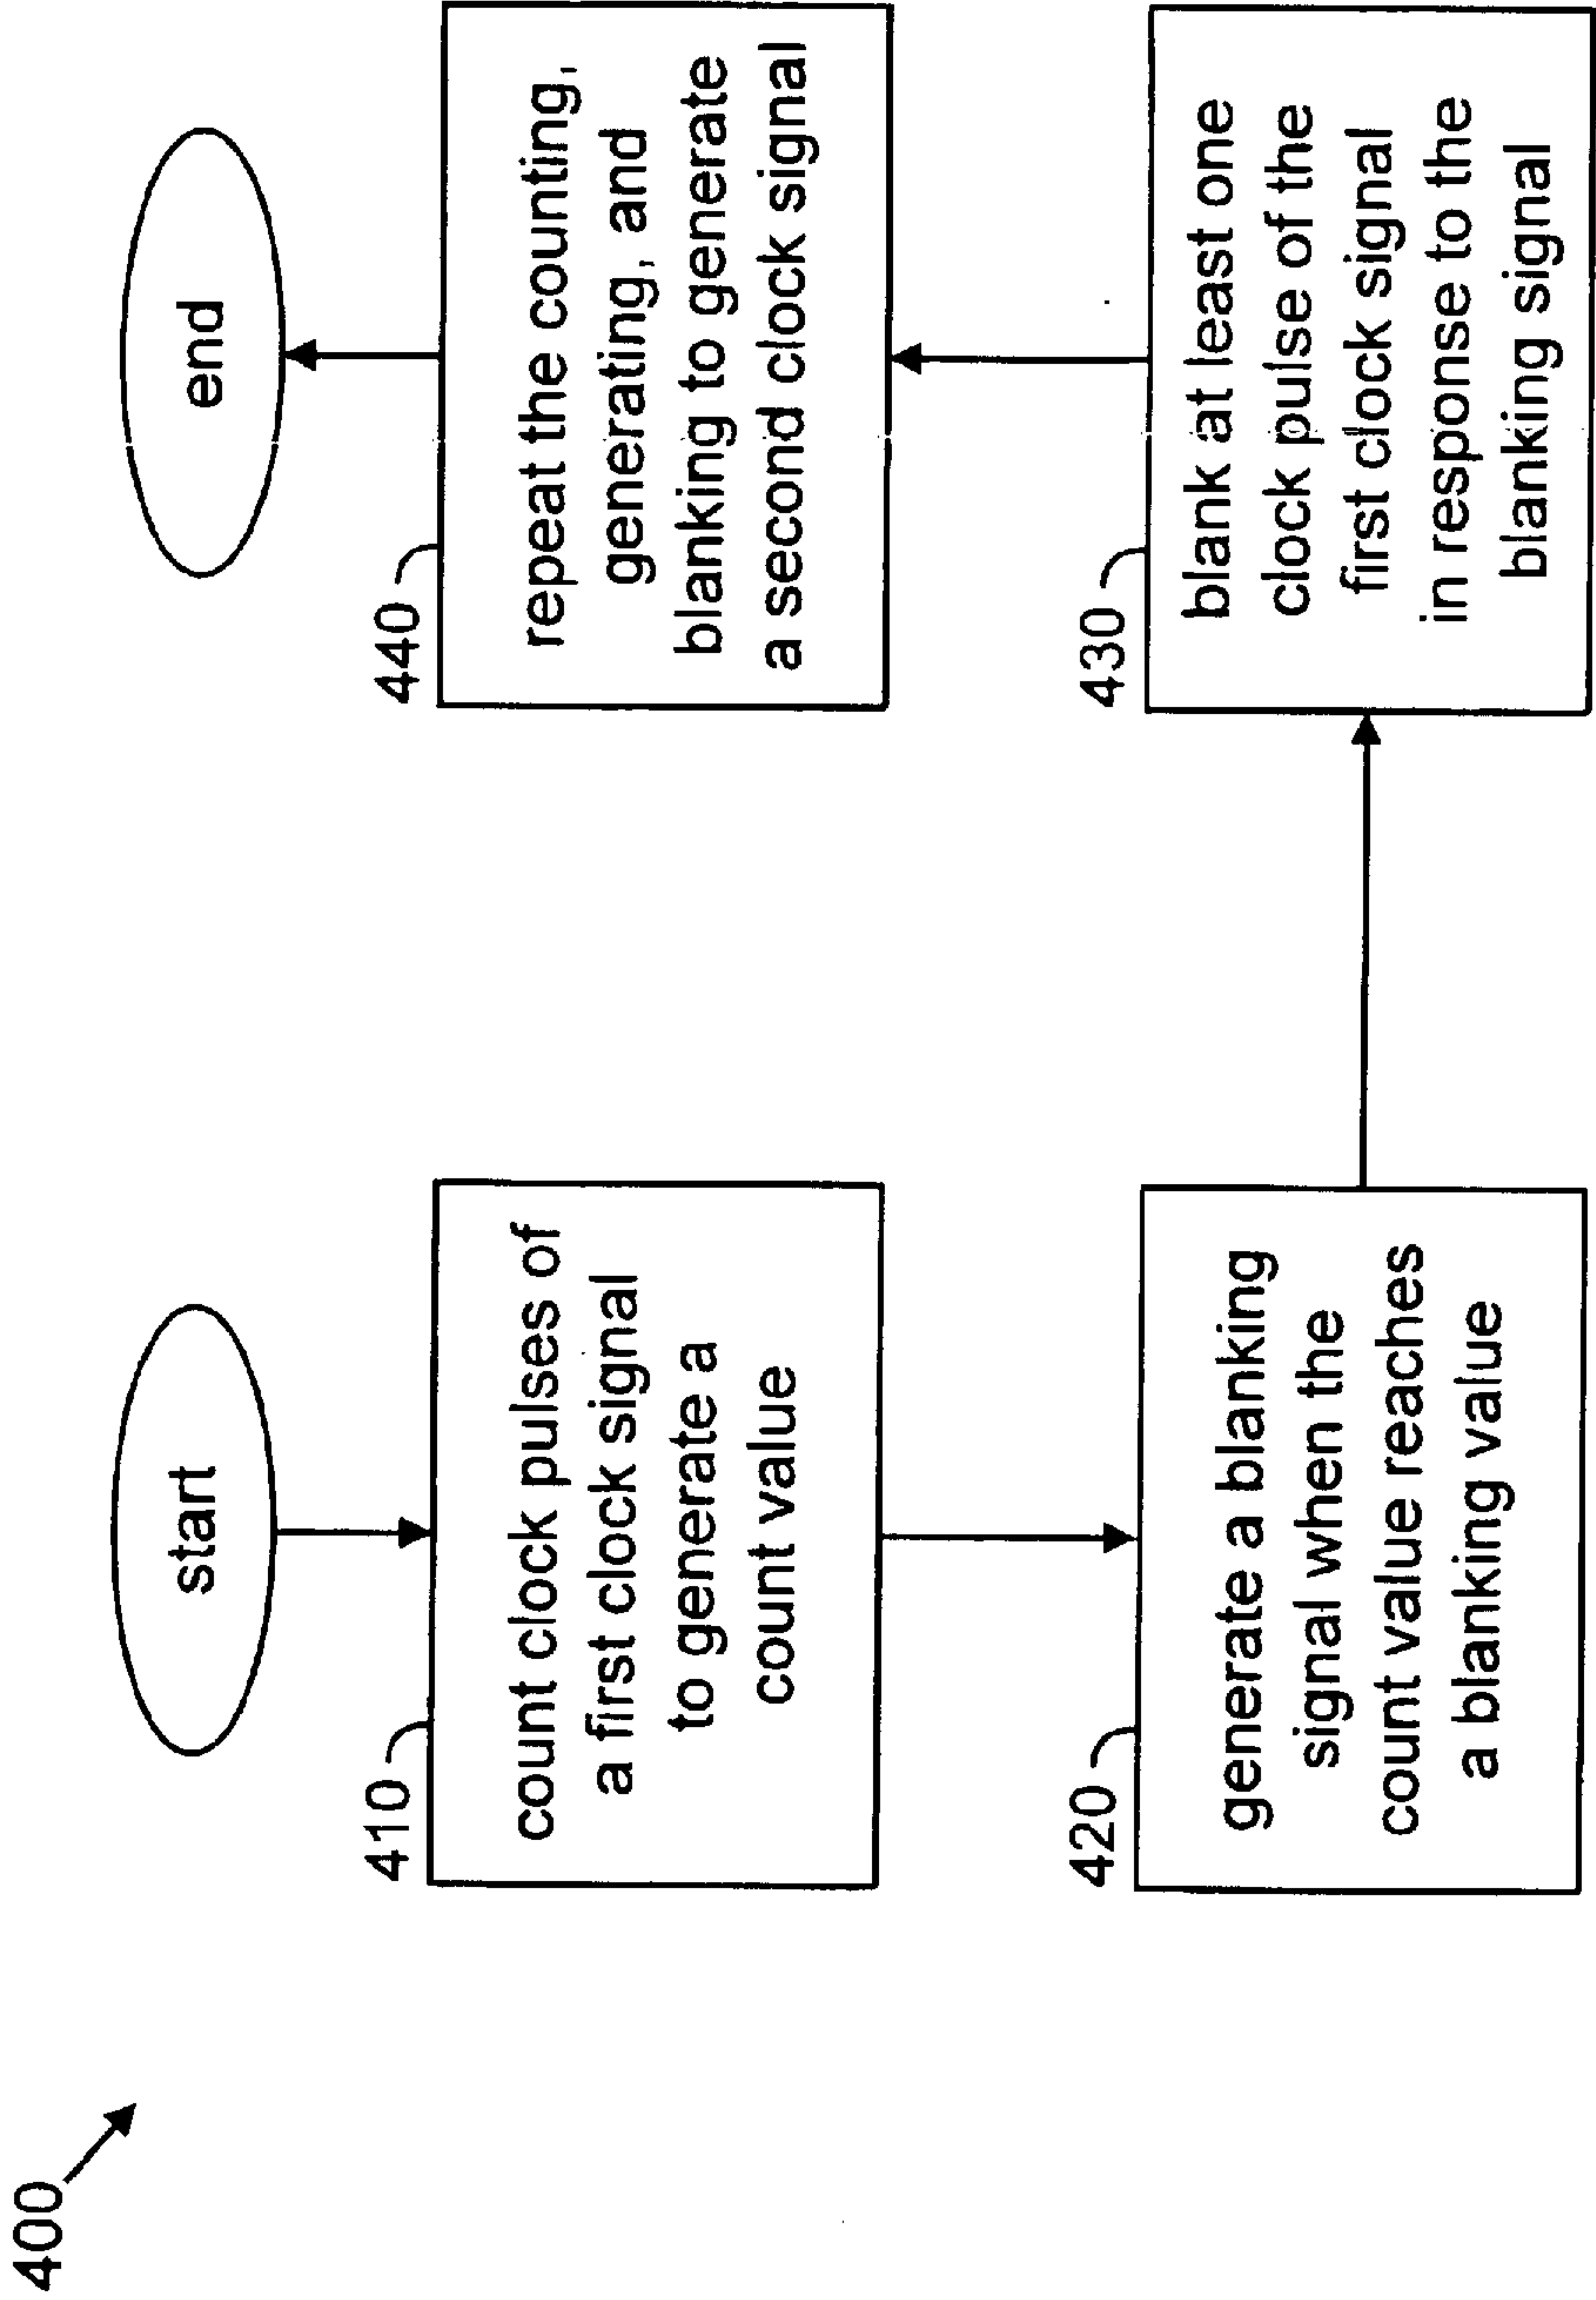 400
start
410
count clock pulses of
a first clock signal
to generate a
count value
420
generate a blanking
signal when the
count value reaches
a blanking value
430
blank at least one
clock pulse of the
first clock signal
in response to the
blanking signal
440
repeat the counting,
generating, and
blanking to generate
a second clock signal
end